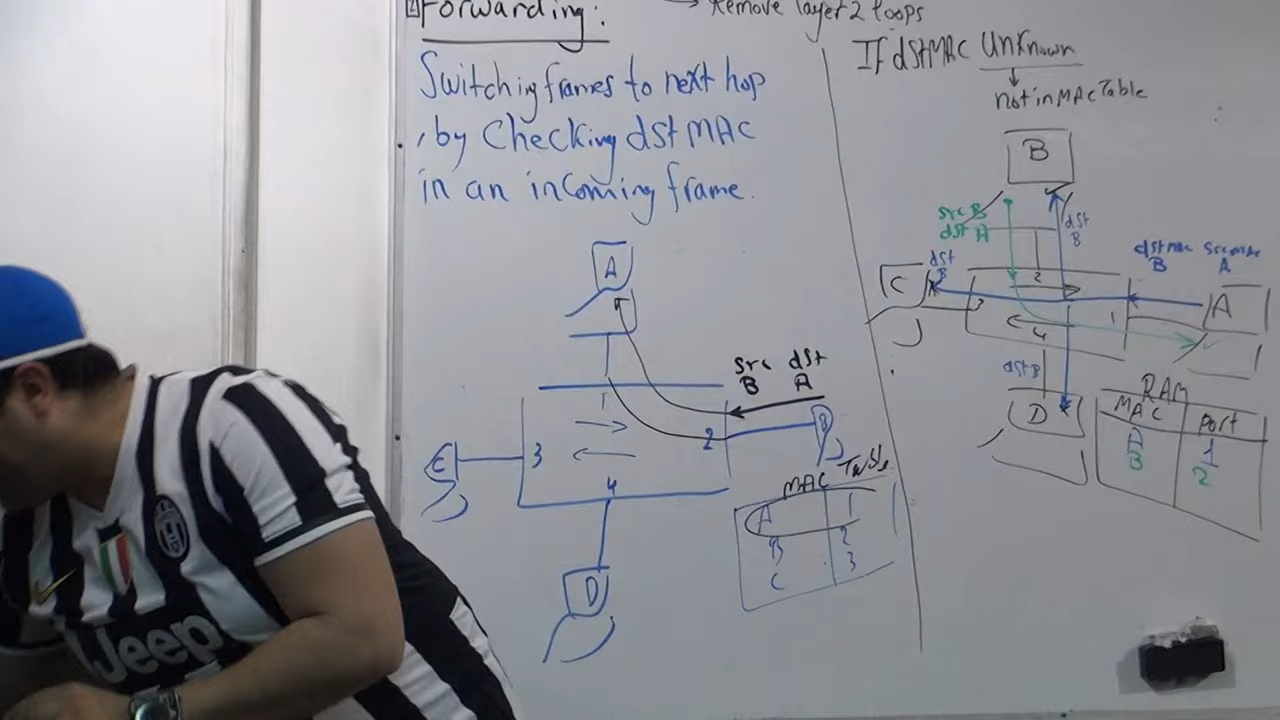 Forwarding:
→ Remove layer 2 loops
Switching frames to next hop
, by Checking dst MAC
in an incoming frame.
A
src dst
B A
1
2
3
4
B
D
MAC Table
A 1
B 2
C 3
If dst MAC Unknown
not in MAC Table
B
src B
dst A
dst
B
dst
B
dst MAC src MAC
B A
C
A
2
3
1
4
dst B
D
RAM
MAC port
A 1
B 2
Jeep